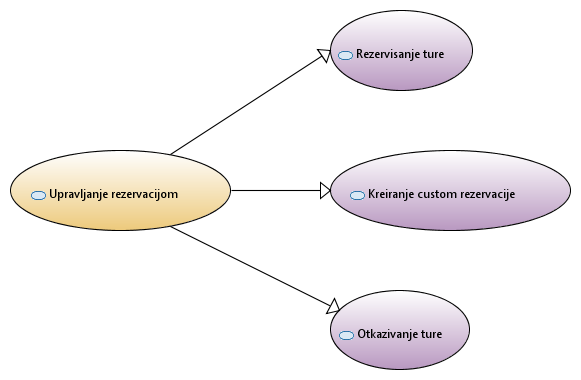 Rezervisanje ture
Upravljanje rezervacijom
Kreiranje custom rezervacije
Otkazivanje ture